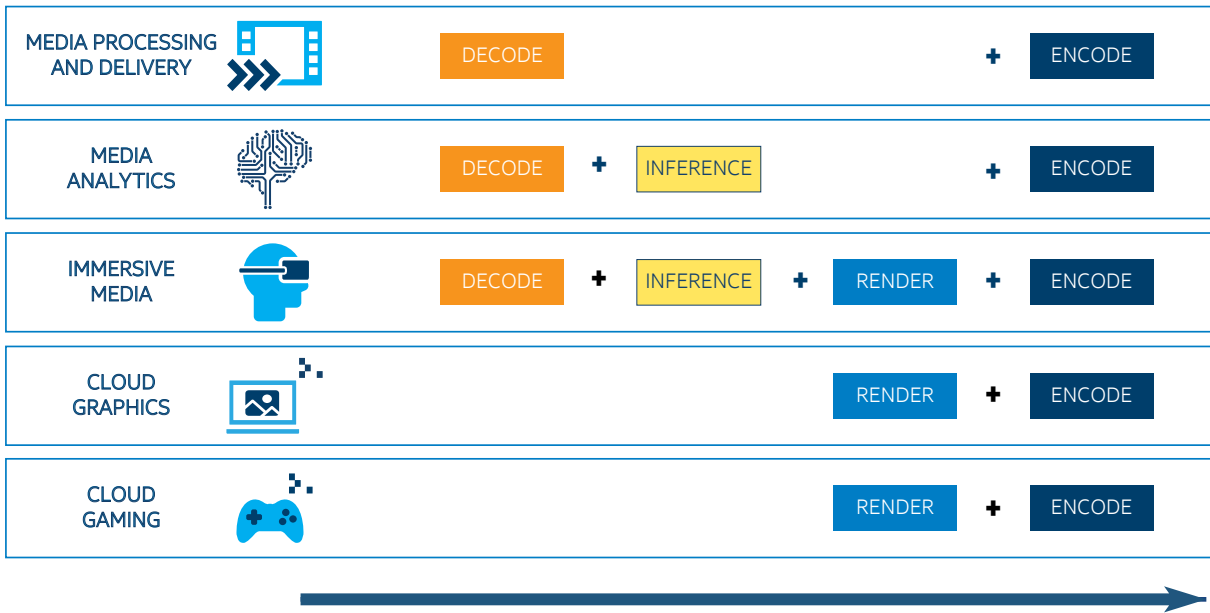 MEDIA PROCESSING
AND DELIVERY
DECODE + ENCODE
MEDIA
ANALYTICS
DECODE + INFERENCE + ENCODE
IMMERSIVE
MEDIA
DECODE + INFERENCE + RENDER + ENCODE
CLOUD
GRAPHICS
RENDER + ENCODE
CLOUD
GAMING
RENDER + ENCODE